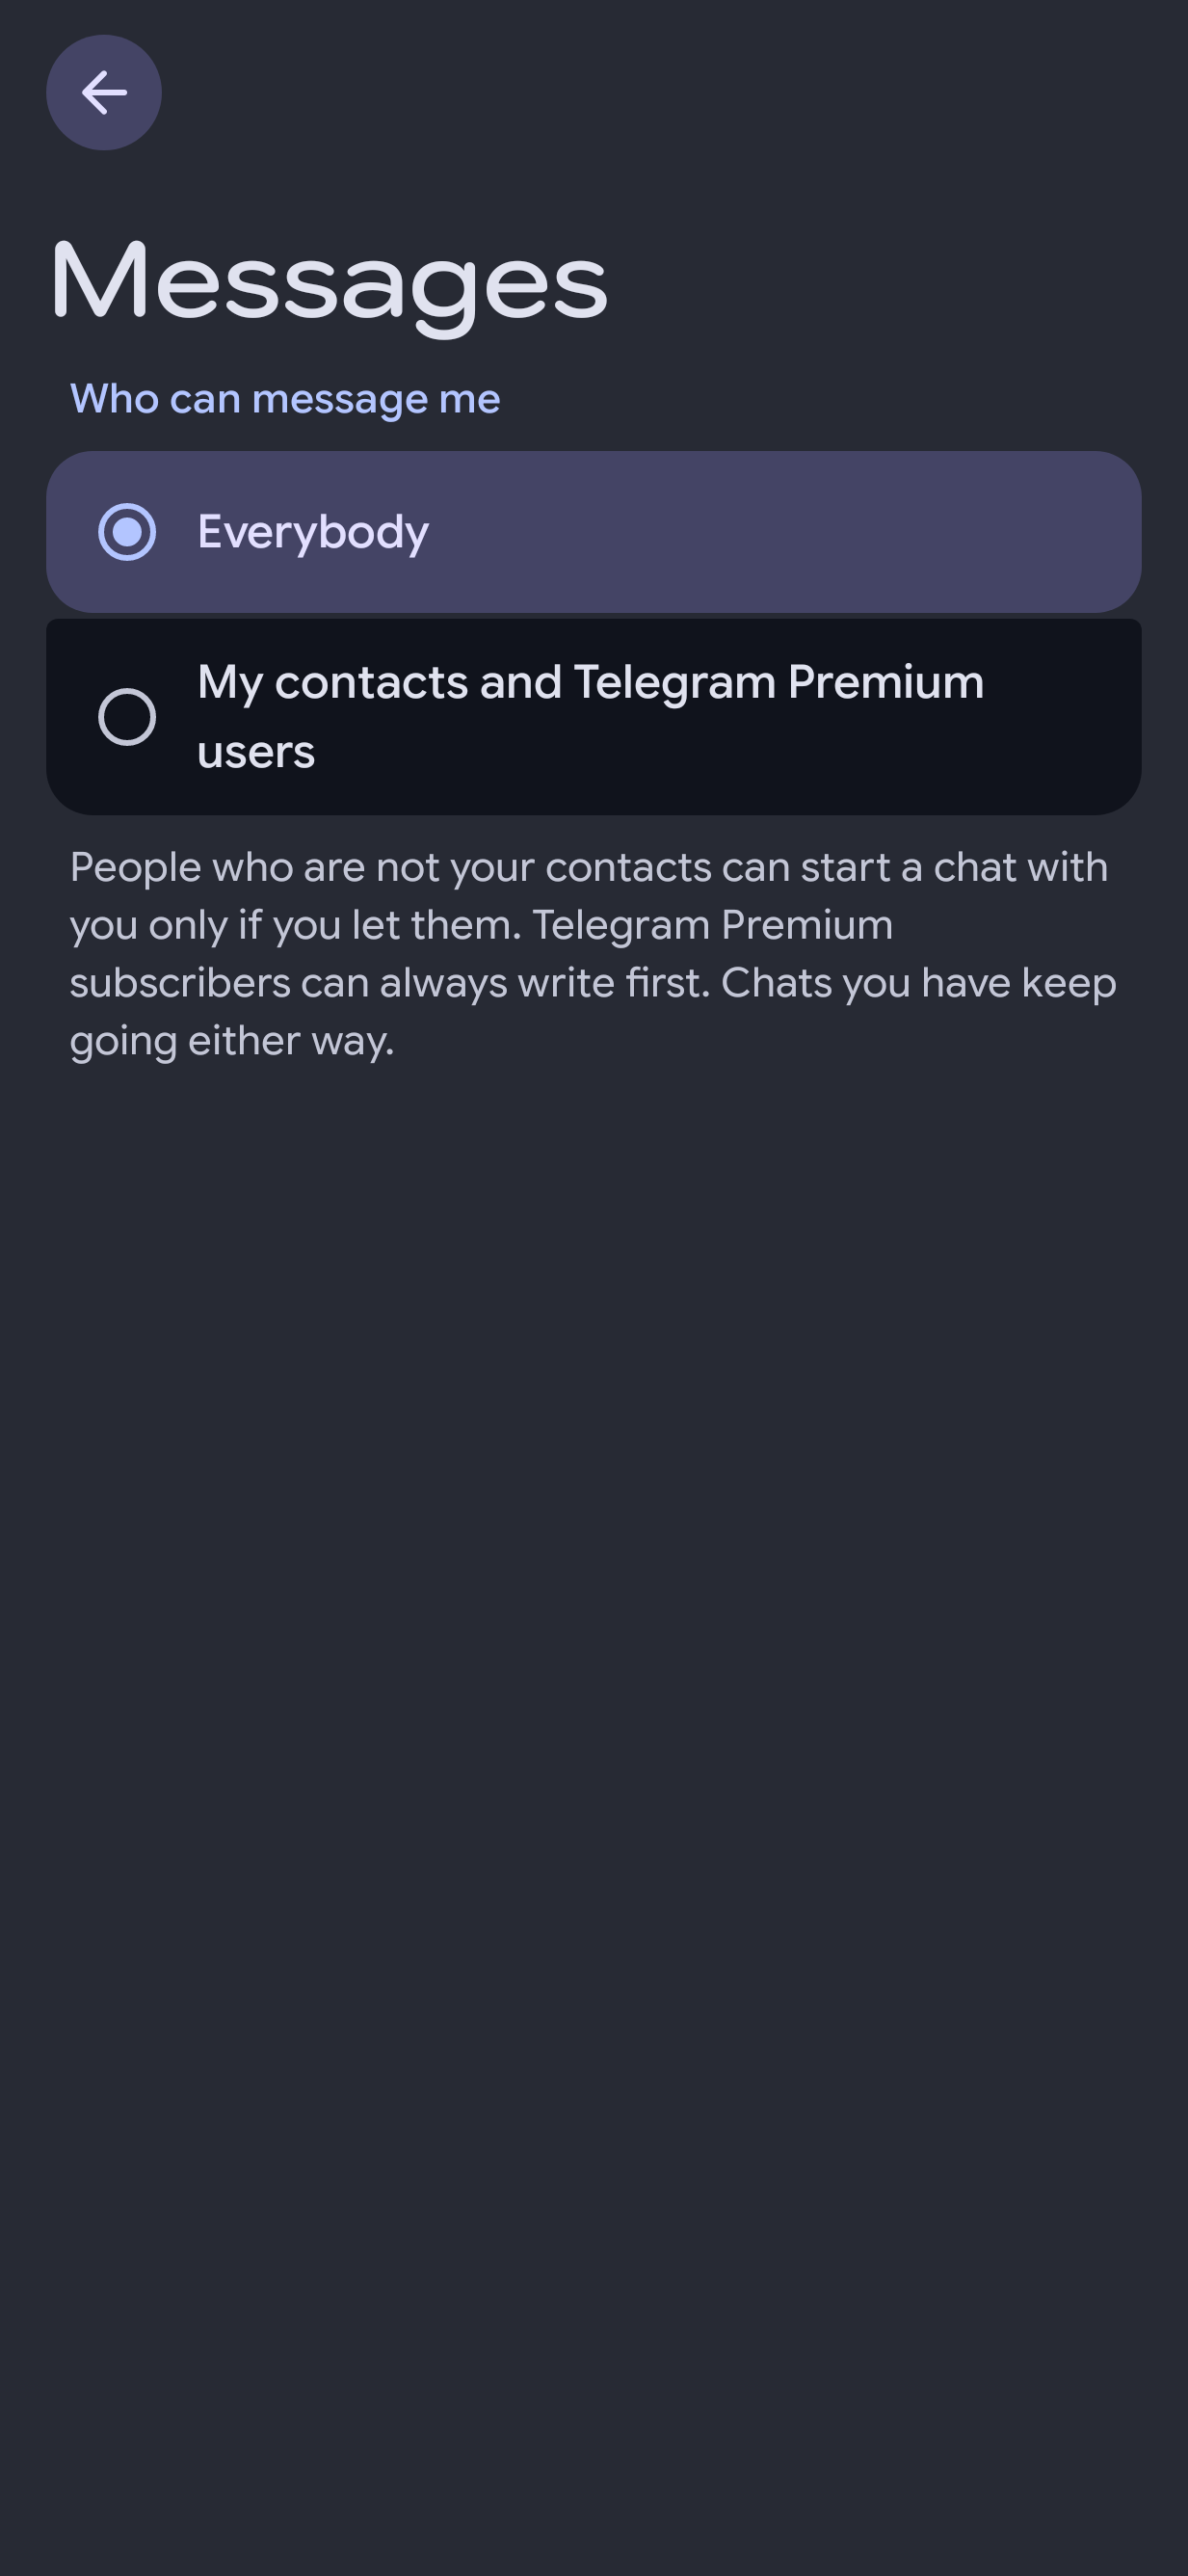 Messages
Who can message me
Everybody
My contacts and Telegram Premium
users
People who are not your contacts can start a chat with
you only if you let them. Telegram Premium
subscribers can always write first. Chats you have keep
going either way.